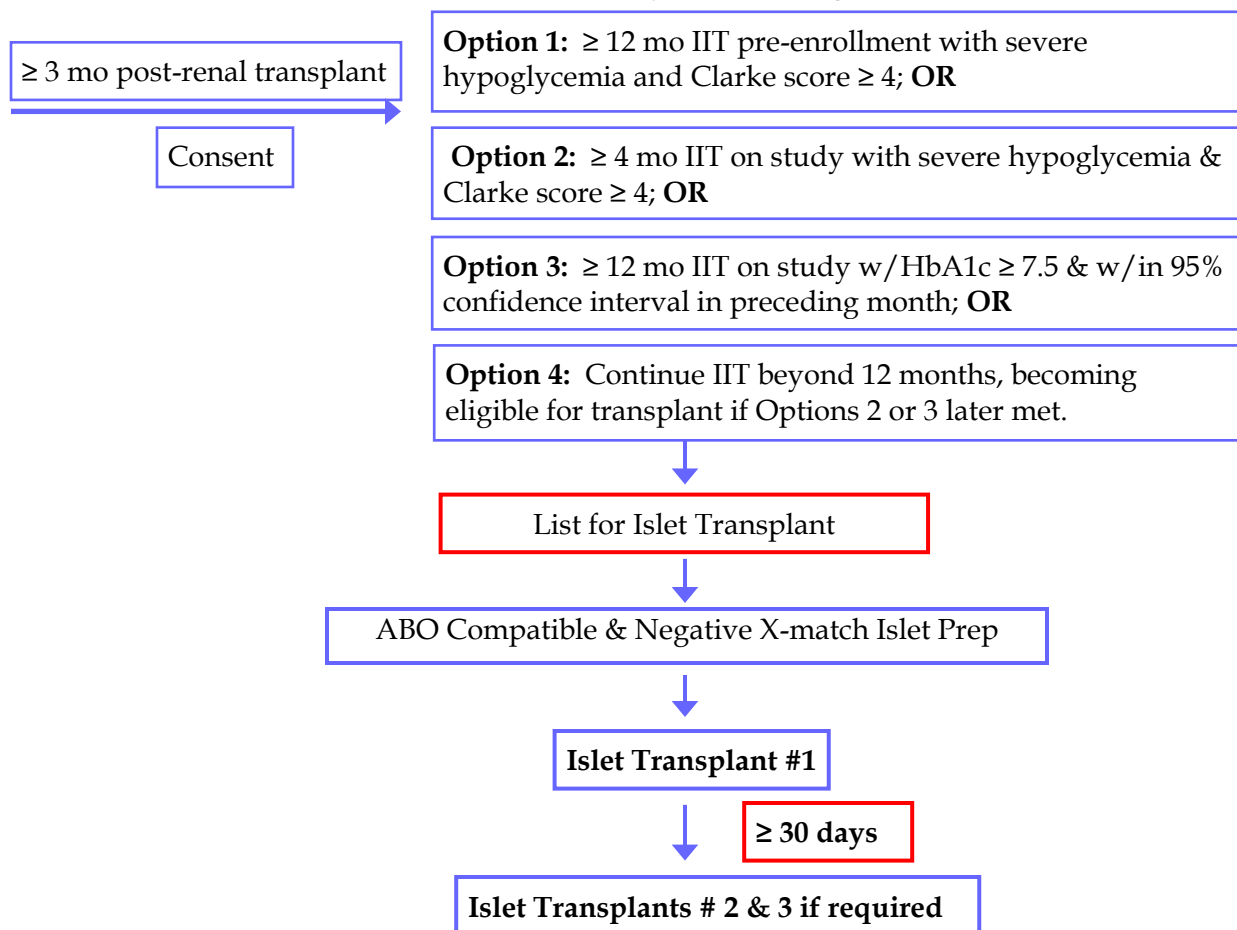 ≥ 3 mo post-renal transplant
Consent
Option 1: ≥ 12 mo IIT pre-enrollment with severe
hypoglycemia and Clarke score ≥ 4; OR
Option 2: ≥ 4 mo IIT on study with severe hypoglycemia &
Clarke score ≥ 4; OR
Option 3: ≥ 12 mo IIT on study w/HbA1c ≥ 7.5 & w/in 95%
confidence interval in preceding month; OR
Option 4: Continue IIT beyond 12 months, becoming
eligible for transplant if Options 2 or 3 later met.
List for Islet Transplant
ABO Compatible & Negative X-match Islet Prep
Islet Transplant #1
≥ 30 days
Islet Transplants # 2 & 3 if required